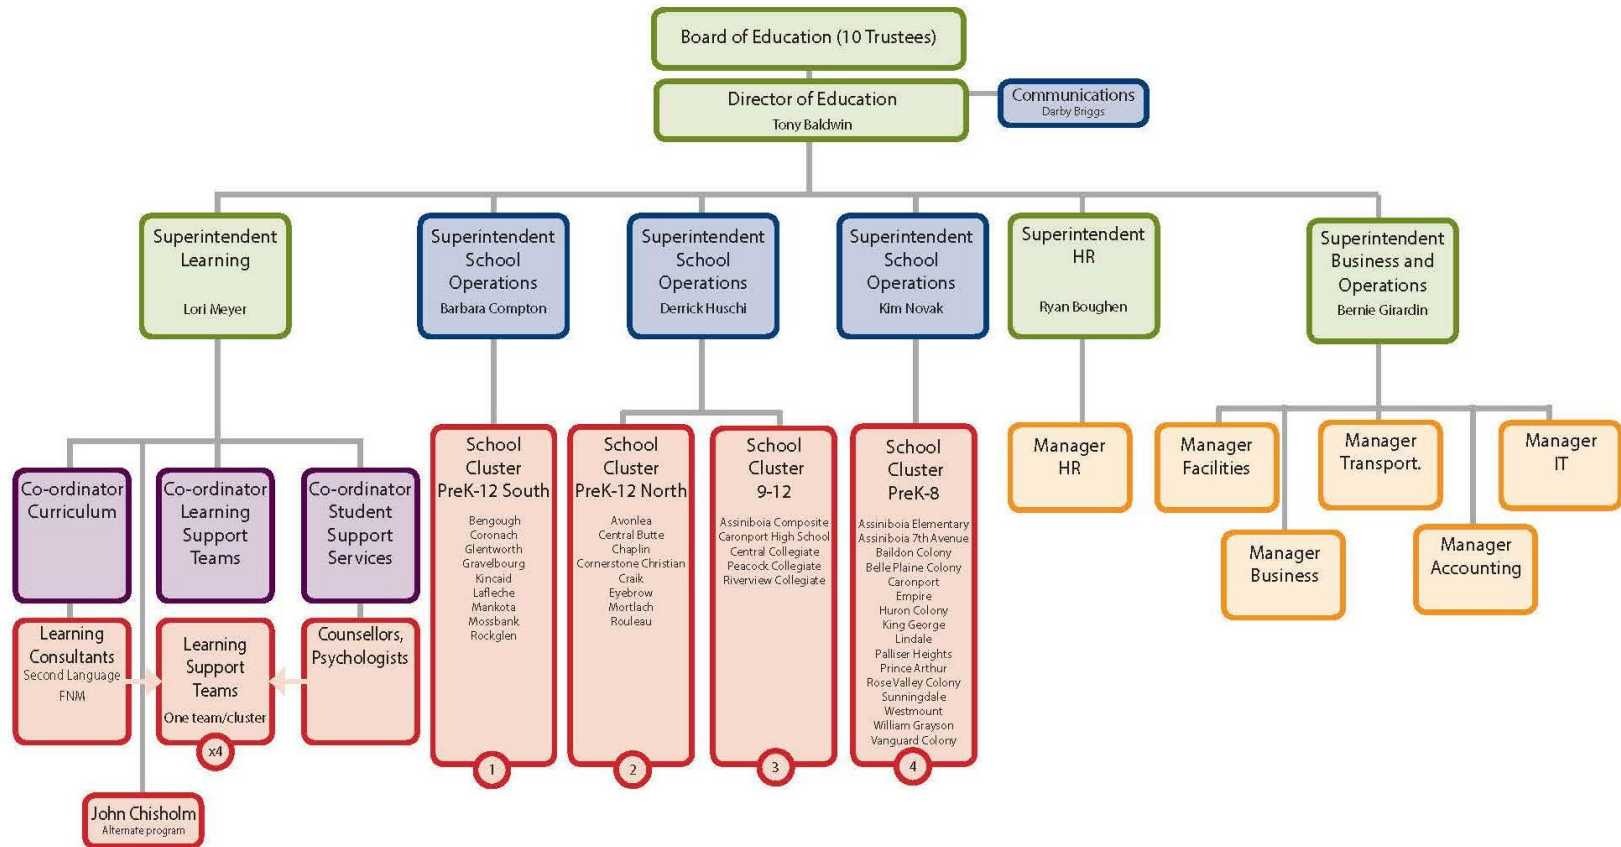 Board of Education (10 Trustees)
Director of Education
Tony Baldwin
Communications
Darby Briggs
Superintendent
Learning
Lori Meyer
Superintendent
School
Operations
Barbara Compton
Superintendent
School
Operations
Derrick Huschi
Superintendent
School
Operations
Kim Novak
Superintendent
HR
Ryan Boughen
Superintendent
Business and
Operations
Bernie Girardin
Co-ordinator
Curriculum
Co-ordinator
Learning
Support
Teams
Co-ordinator
Student
Support
Services
Learning
Consultants
Second Language
FNM
Learning
Support
Teams
One team/cluster
x4
Counsellors,
Psychologists
John Chisholm
Alternate program
School
Cluster
PreK-12 South
Bengough
Coronach
Glentworth
Gravelbourg
Kincaid
Lafleche
Mankota
Mossbank
Rockglen
1
School
Cluster
PreK-12 North
Avonlea
Central Butte
Chaplin
Cornerstone Christian
Craik
Eyebrow
Mortlach
Rouleau
2
School
Cluster
9-12
Assiniboia Composite
Caronport High School
Central Collegiate
Peacock Collegiate
Riverview Collegiate
3
School
Cluster
PreK-8
Assiniboia Elementary
Assiniboia 7th Avenue
Baildon Colony
Belle Plaine Colony
Caronport
Empire
Huron Colony
King George
Lindale
Palliser Heights
Prince Arthur
Rose Valley Colony
Sunningdale
Westmount
William Grayson
Vanguard Colony
4
Manager
HR
Manager
Facilities
Manager
Transport.
Manager
IT
Manager
Business
Manager
Accounting